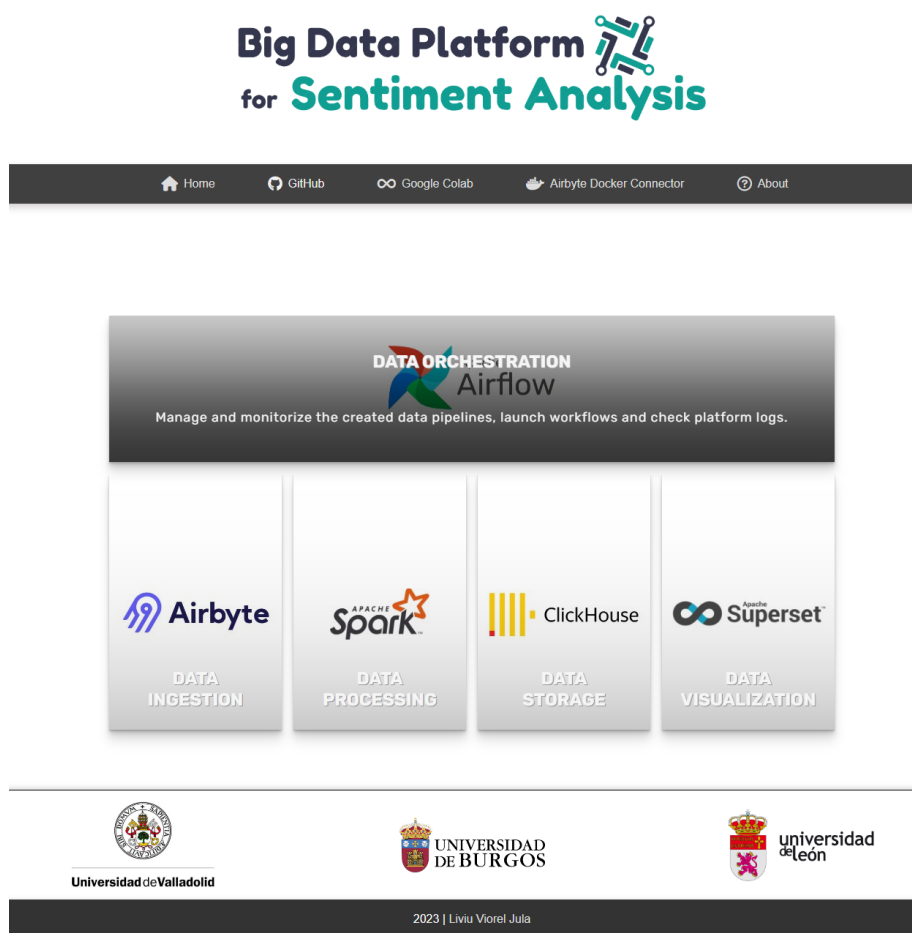 Big Data Platform
for Sentiment Analysis
Home GitHub Google Colab Airbyte Docker Connector About
DATA ORCHESTRATION
Airflow
Manage and monitorize the created data pipelines, launch workflows and check platform logs.
Airbyte
APACHE
Spark
ClickHouse
Apache
Superset
DATA
INGESTION
DATA
PROCESSING
DATA
STORAGE
DATA
VISUALIZATION
Universidad de Valladolid
UNIVERSIDAD
DE BURGOS
universidad
de león
2023 | Liviu Viorel Jula